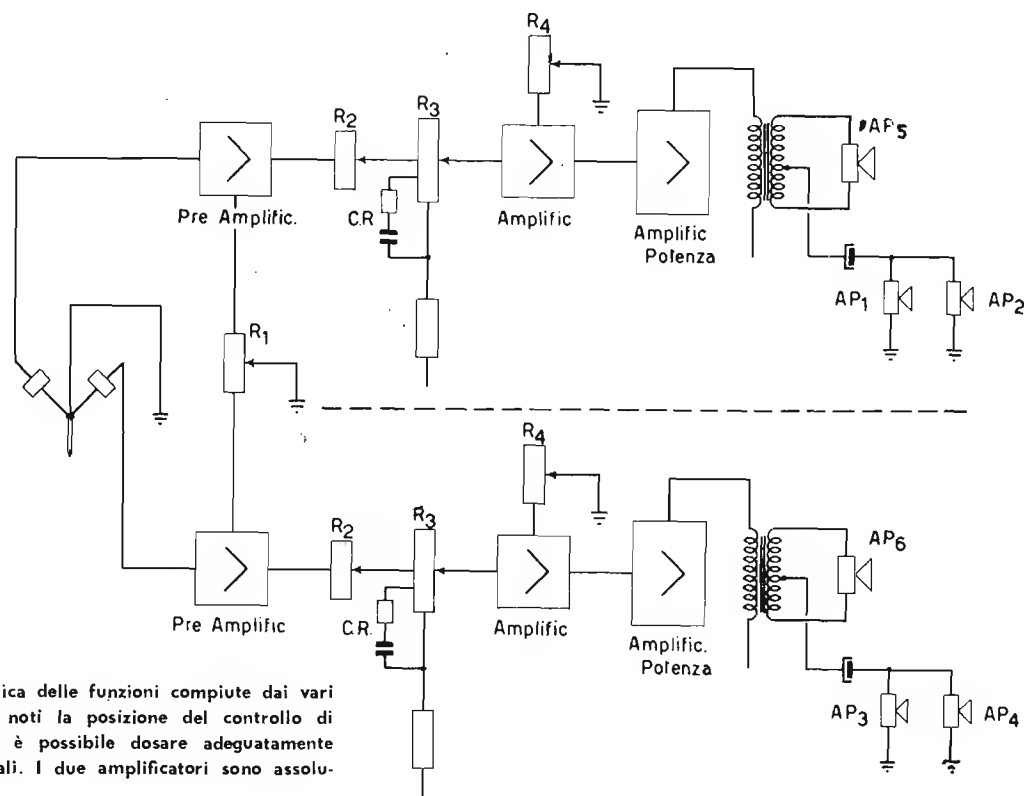 R4
R3
R2
AP5
C.R.
Pre Amplific.
Amplific
Amplific
Potenza
AP1
AP2
R1
R4
R3
R2
AP6
C.R.
Pre Amplific
Amplific
Amplific.
Potenza
AP3
AP4
ica delle funzioni compiute dai vari
noti la posizione del controllo di
è possibile dosare adeguatamente
ali. I due amplificatori sono assolu-